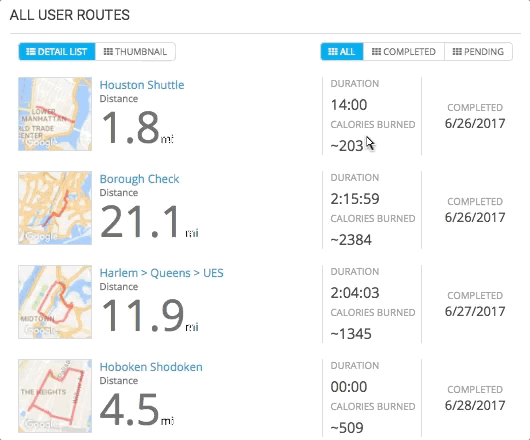 ALL USER ROUTES
DETAIL LIST THUMBNAIL ALL COMPLETED PENDING
Houston Shuttle
Distance
1.8 mi
LOWER
MANHATTAN
LD TRADE
CENTER
Google
DURATION
14:00
CALORIES BURNED
~203
COMPLETED
6/26/2017
Borough Check
Distance
21.1 mi
Google
DURATION
2:15:59
CALORIES BURNED
~2384
COMPLETED
6/26/2017
Harlem > Queens > UES
Distance
11.9 mi
MIDTOWN
Google
DURATION
2:04:03
CALORIES BURNED
~1345
COMPLETED
6/27/2017
Hoboken Shodoken
Distance
4.5 mi
THE HEIGHTS
Google
DURATION
00:00
CALORIES BURNED
~509
COMPLETED
6/28/2017